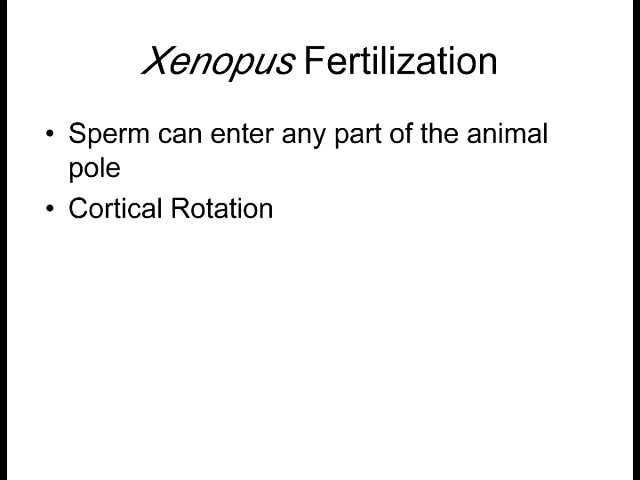 Xenopus Fertilization
• Sperm can enter any part of the animal
pole
• Cortical Rotation